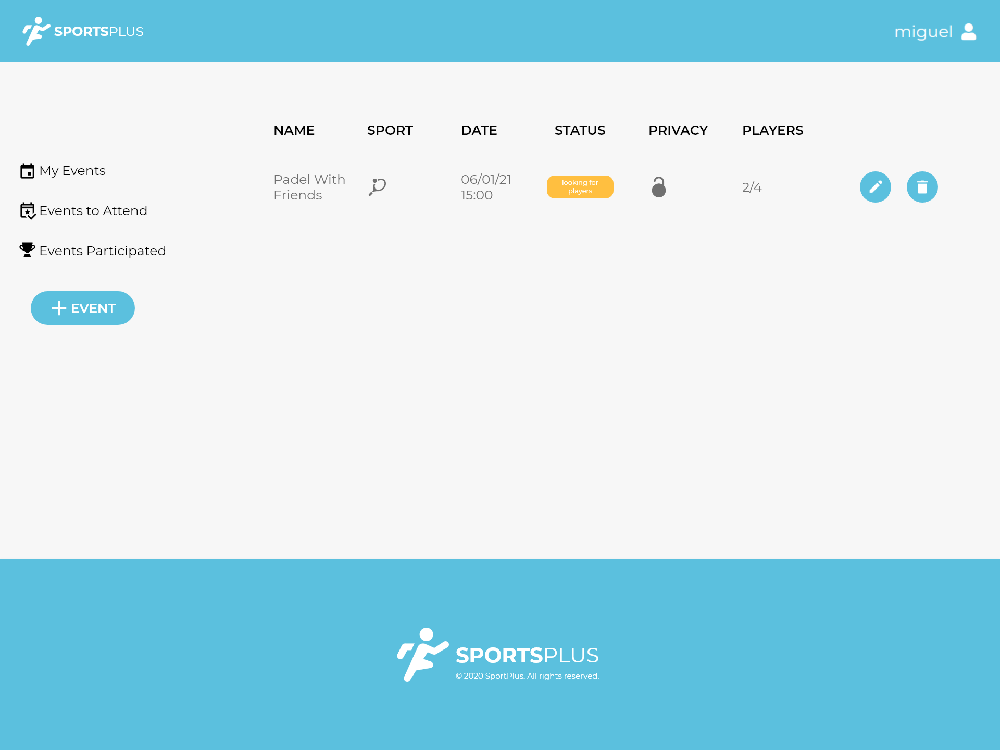 SPORTSPLUS
miguel
NAME SPORT DATE STATUS PRIVACY PLAYERS
My Events
Events to Attend
Events Participated
+ EVENT
Padel With
Friends
06/01/21
15:00
looking for
players
2/4
SPORTSPLUS
© 2020 SportPlus. All rights reserved.